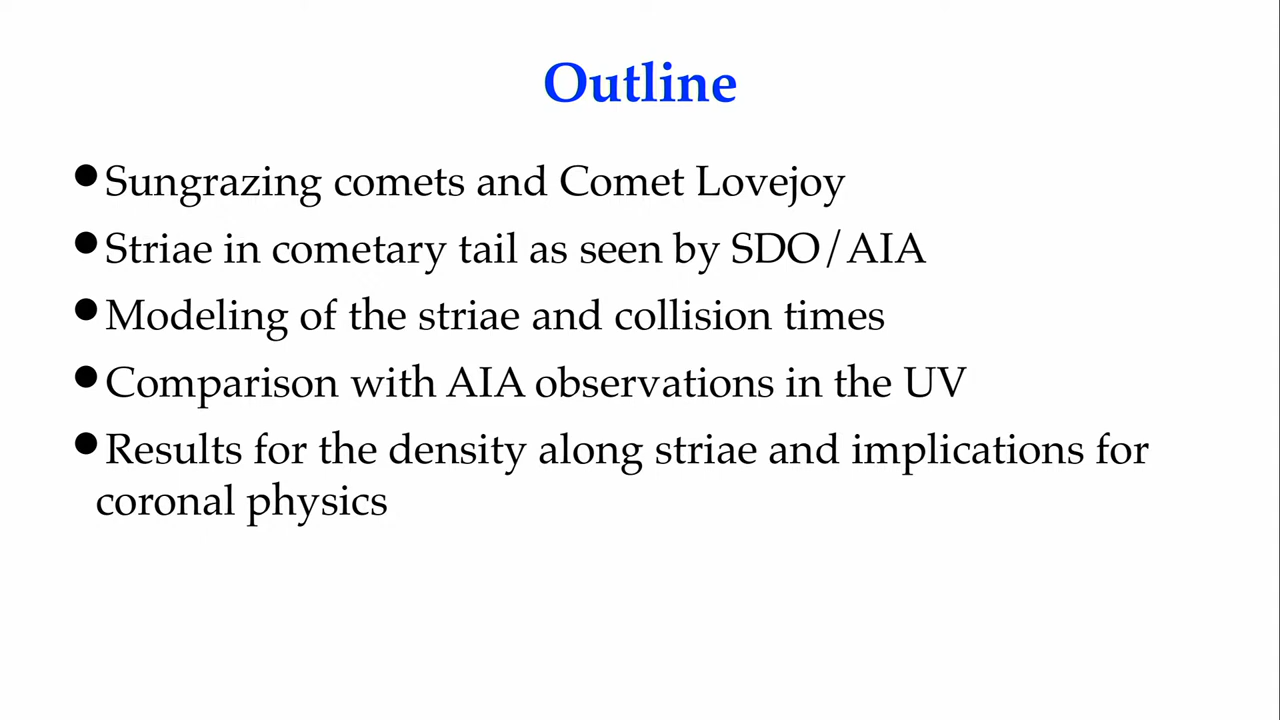 Outline
•Sungrazing comets and Comet Lovejoy
•Striae in cometary tail as seen by SDO/AIA
•Modeling of the striae and collision times
•Comparison with AIA observations in the UV
•Results for the density along striae and implications for
coronal physics